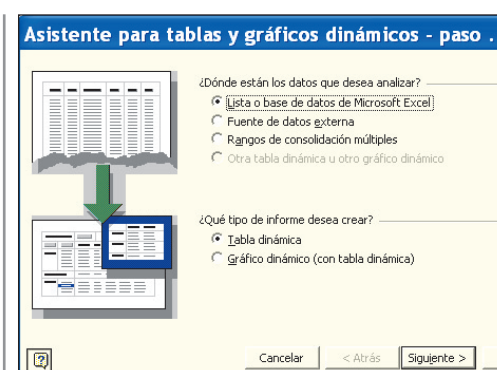 Asistente para tablas y gráficos dinámicos - paso .
¿Dónde están los datos que desea analizar?
Lista o base de datos de Microsoft Excel
Fuente de datos externa
Rangos de consolidación múltiples
Otra tabla dinámica u otro gráfico dinámico
¿Qué tipo de informe desea crear?
Tabla dinámica
Gráfico dinámico (con tabla dinámica)
? Cancelar < Atrás Siguiente >